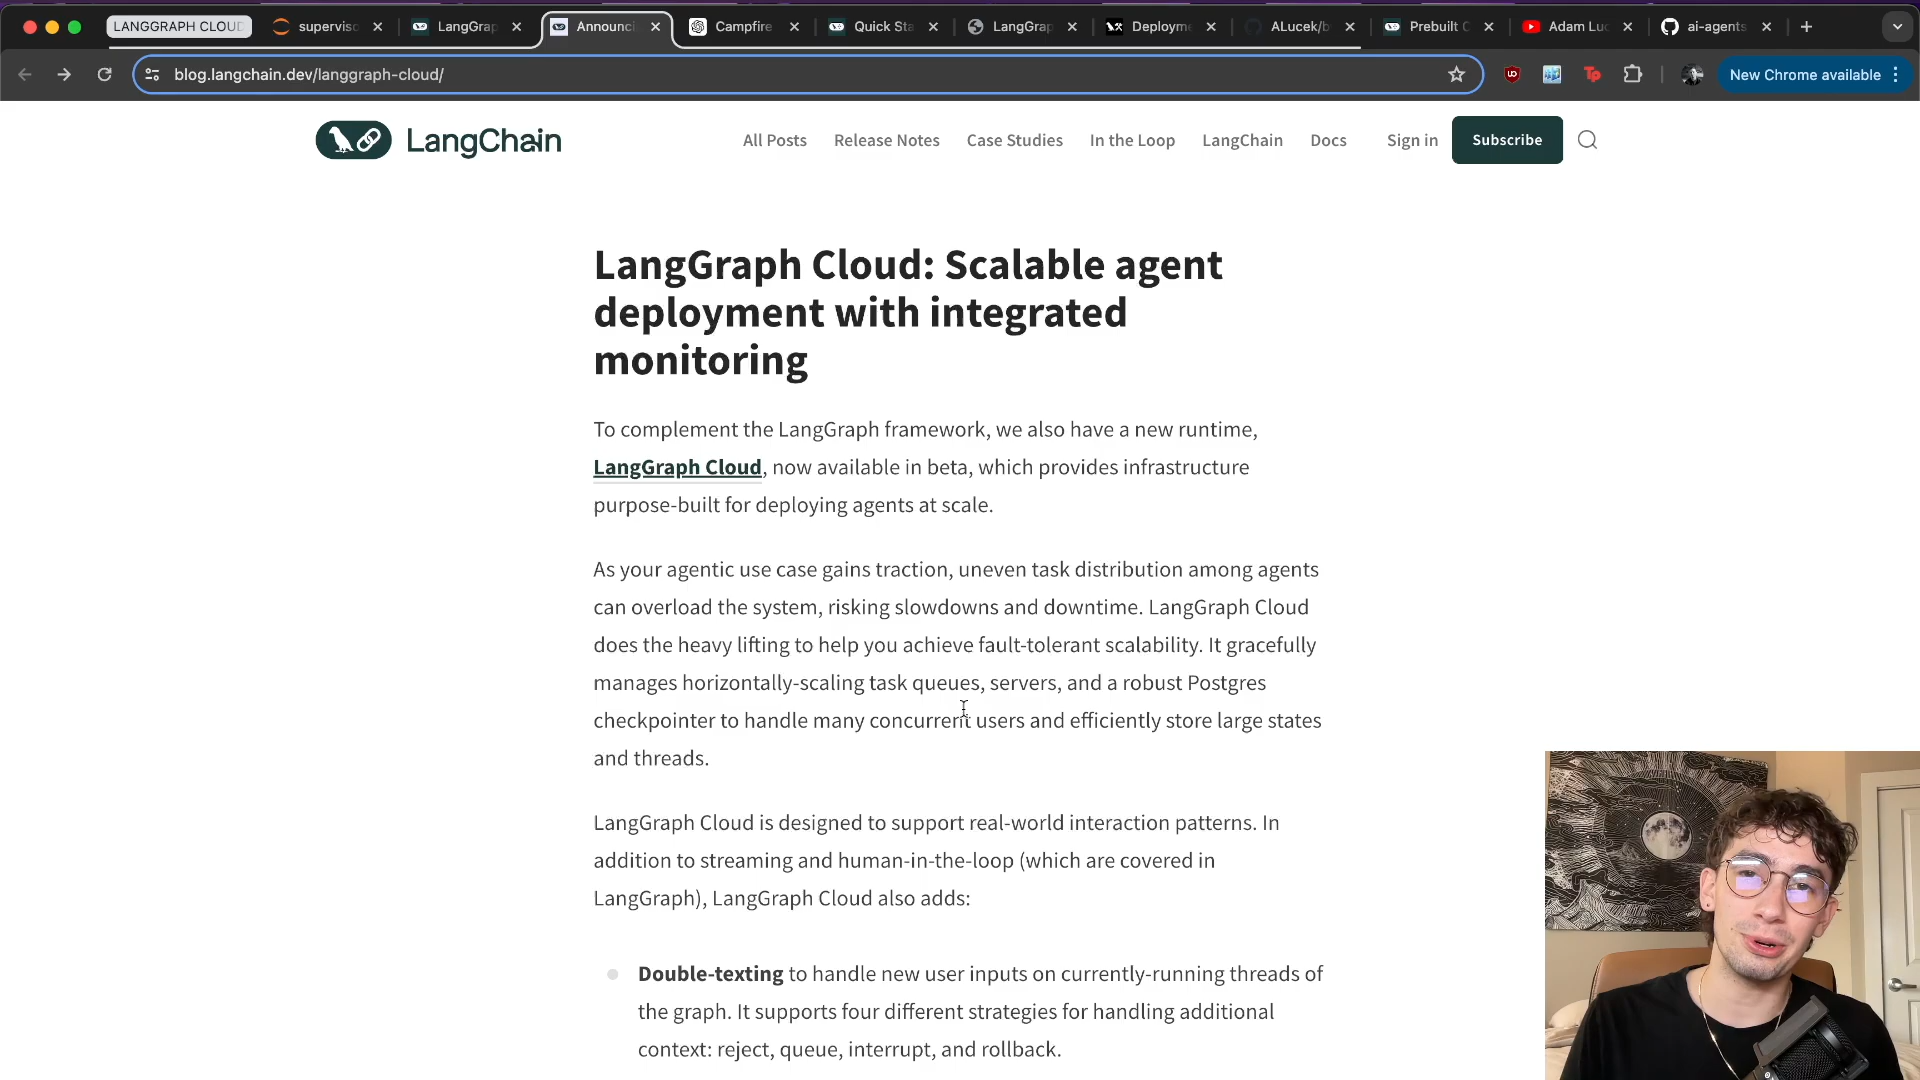 LANGGRAPH CLOUD
superviso
LangGrap
Announci
Campfire
Quick Sta
LangGrap
Deployme
ALucek/b
Prebuilt C
Adam Luc
ai-agents
blog.langchain.dev/langgraph-cloud/
New Chrome available
LangChain
All Posts
Release Notes
Case Studies
In the Loop
LangChain
Docs
Sign in
Subscribe
LangGraph Cloud: Scalable agent
deployment with integrated
monitoring
To complement the LangGraph framework, we also have a new runtime,
LangGraph Cloud, now available in beta, which provides infrastructure
purpose-built for deploying agents at scale.
As your agentic use case gains traction, uneven task distribution among agents
can overload the system, risking slowdowns and downtime. LangGraph Cloud
does the heavy lifting to help you achieve fault-tolerant scalability. It gracefully
manages horizontally-scaling task queues, servers, and a robust Postgres
checkpointer to handle many concurrent users and efficiently store large states
and threads.
LangGraph Cloud is designed to support real-world interaction patterns. In
addition to streaming and human-in-the-loop (which are covered in
LangGraph), LangGraph Cloud also adds:
Double-texting to handle new user inputs on currently-running threads of
the graph. It supports four different strategies for handling additional
context: reject, queue, interrupt, and rollback.